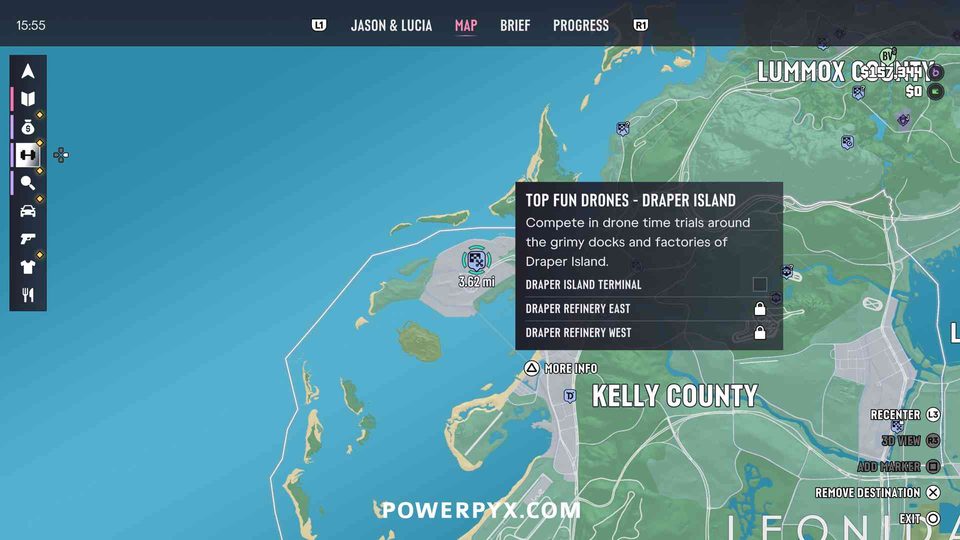 15:55
L1 JASON & LUCIA MAP BRIEF PROGRESS R1
LUMMOX COUNTY
$157,344
$0
TOP FUN DRONES - DRAPER ISLAND
Compete in drone time trials around
the grimy docks and factories of
Draper Island.
DRAPER ISLAND TERMINAL
DRAPER REFINERY EAST
DRAPER REFINERY WEST
3.62 mi
MORE INFO
KELLY COUNTY
RECENTER L3
3D VIEW R3
ADD MARKER
REMOVE DESTINATION
EXIT
LEONIDA
POWERPYX.COM